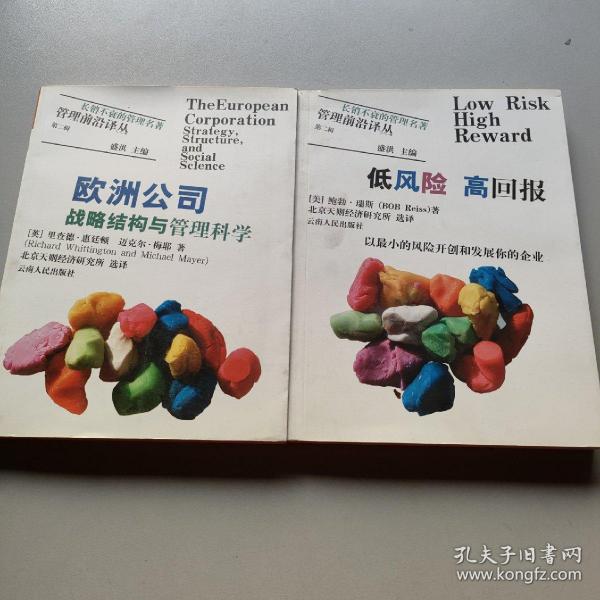 长销不衰的管理名著
管理前沿译丛
第二辑
盛洪 主编
The European
Corporation
Strategy,
Structure,
and
Social
Science
欧洲公司
战略结构与管理科学
[英] 里查德·惠廷顿 迈克尔·梅耶 著
(Richard Whittington and Michael Mayer)
北京天则经济研究所 选译
云南人民出版社
长销不衰的管理名著
管理前沿译丛
第二辑
盛洪 主编
Low Risk
High
Reward
低风险 高回报
[美] 鲍勃·瑞斯 (BOB Reiss)著
北京天则经济研究所 选译
云南人民出版社
以最小的风险开创和发展你的企业
孔夫子旧书网
www.kongfz.com